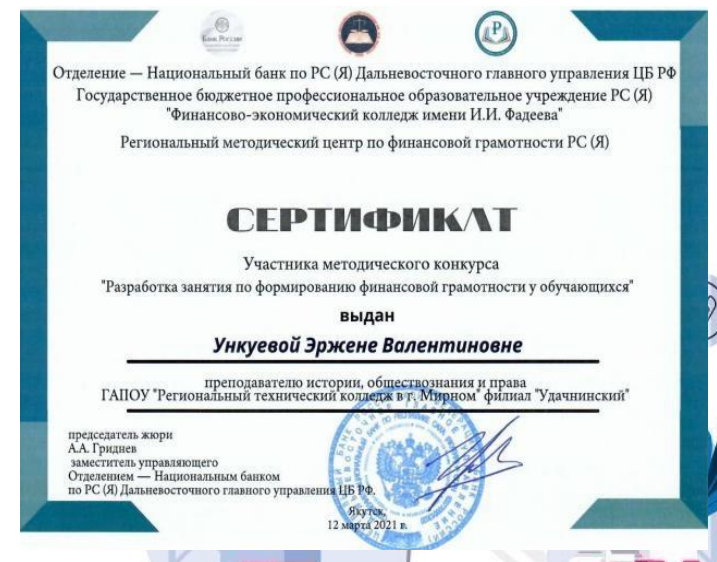 Банк России
Отделение — Национальный банк по РС (Я) Дальневосточного главного управления ЦБ РФ
Государственное бюджетное профессиональное образовательное учреждение РС (Я)
"Финансово-экономический колледж имени И.И. Фадеева"
Региональный методический центр по финансовой грамотности РС (Я)
СЕРТИФИКАТ
Участника методического конкурса
"Разработка занятия по формированию финансовой грамотности у обучающихся"
выдан
Ункуевой Эржене Валентиновне
преподавателю истории, обществознания и права
ГАПОУ "Региональный технический колледж в г. Мирном" филиал "Удачнинский"
председатель жюри
А.А. Гриднев
заместитель управляющего
Отделением — Национальным банком
по РС (Я) Дальневосточного главного управления ЦБ РФ.
Якутск,
12 марта 2021 г.